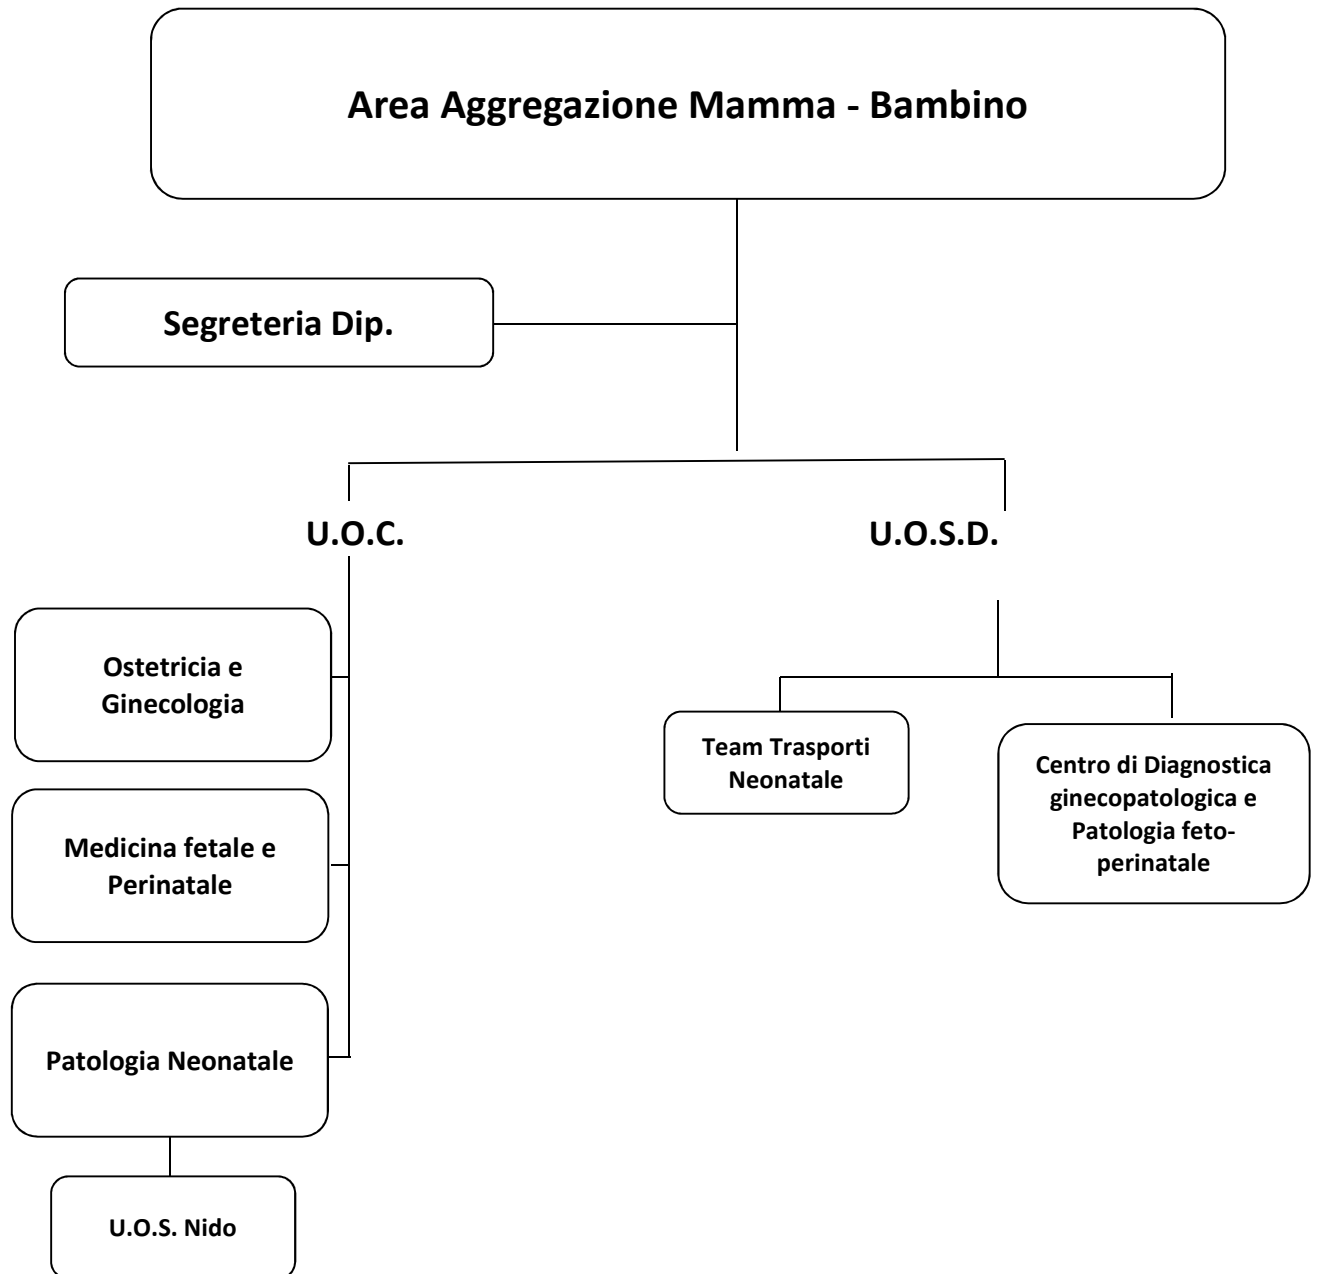 Area Aggregazione Mamma - Bambino
Segreteria Dip.
U.O.C.
U.O.S.D.
Ostetricia e
Ginecologia
Medicina fetale e
Perinatale
Patologia Neonatale
U.O.S. Nido
Team Trasporti
Neonatale
Centro di Diagnostica
ginecopatologica e
Patologia feto-
perinatale